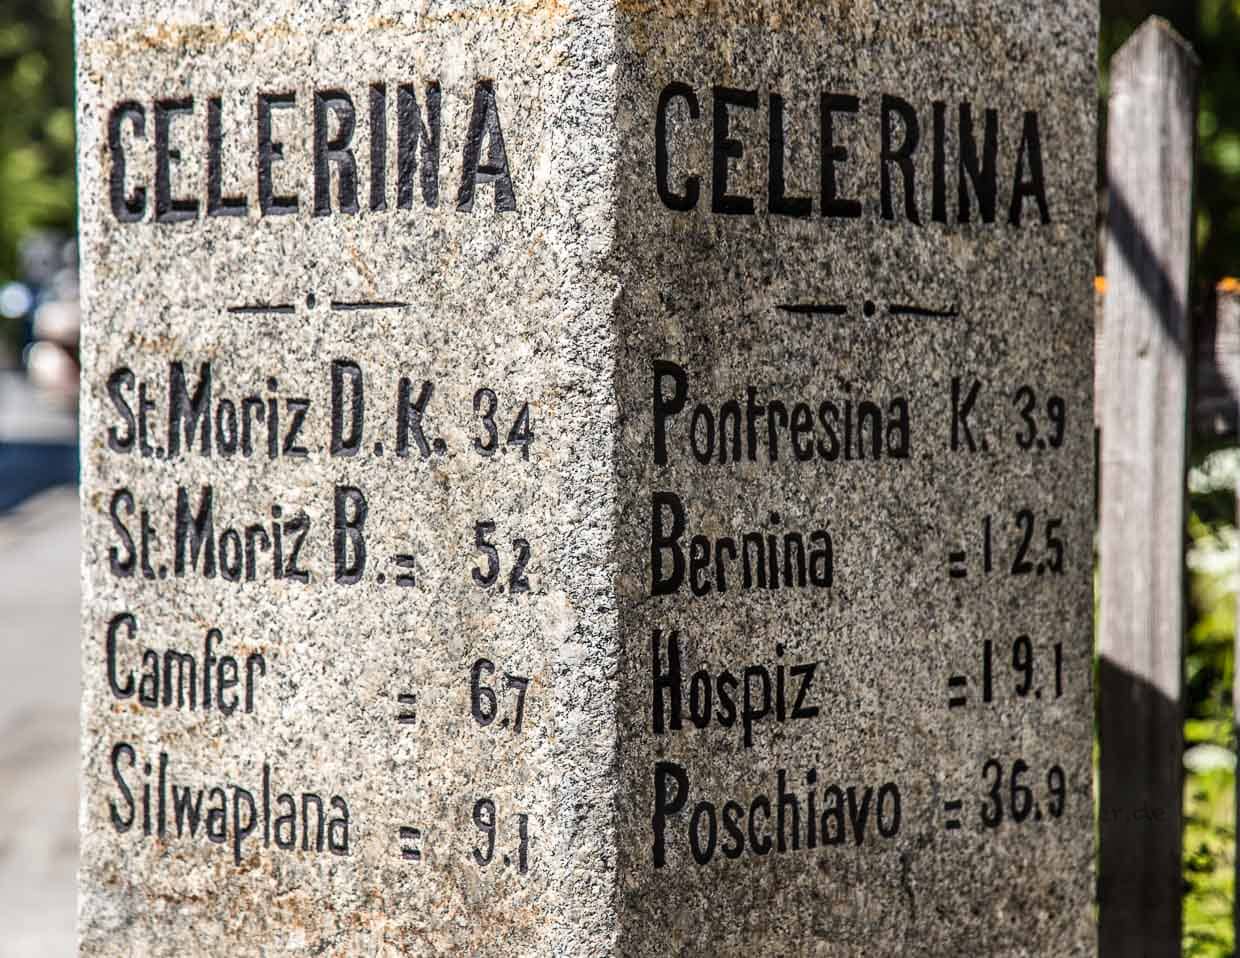 CELERINA
St. Moriz D. K. 3.4
St. Moriz B. = 5.2
Camfer = 6.7
Silwaplana = 9.1
CELERINA
Pontresina K. 3.9
Bernina = 12.5
Hospiz = 19.1
Poschiavo = 36.9